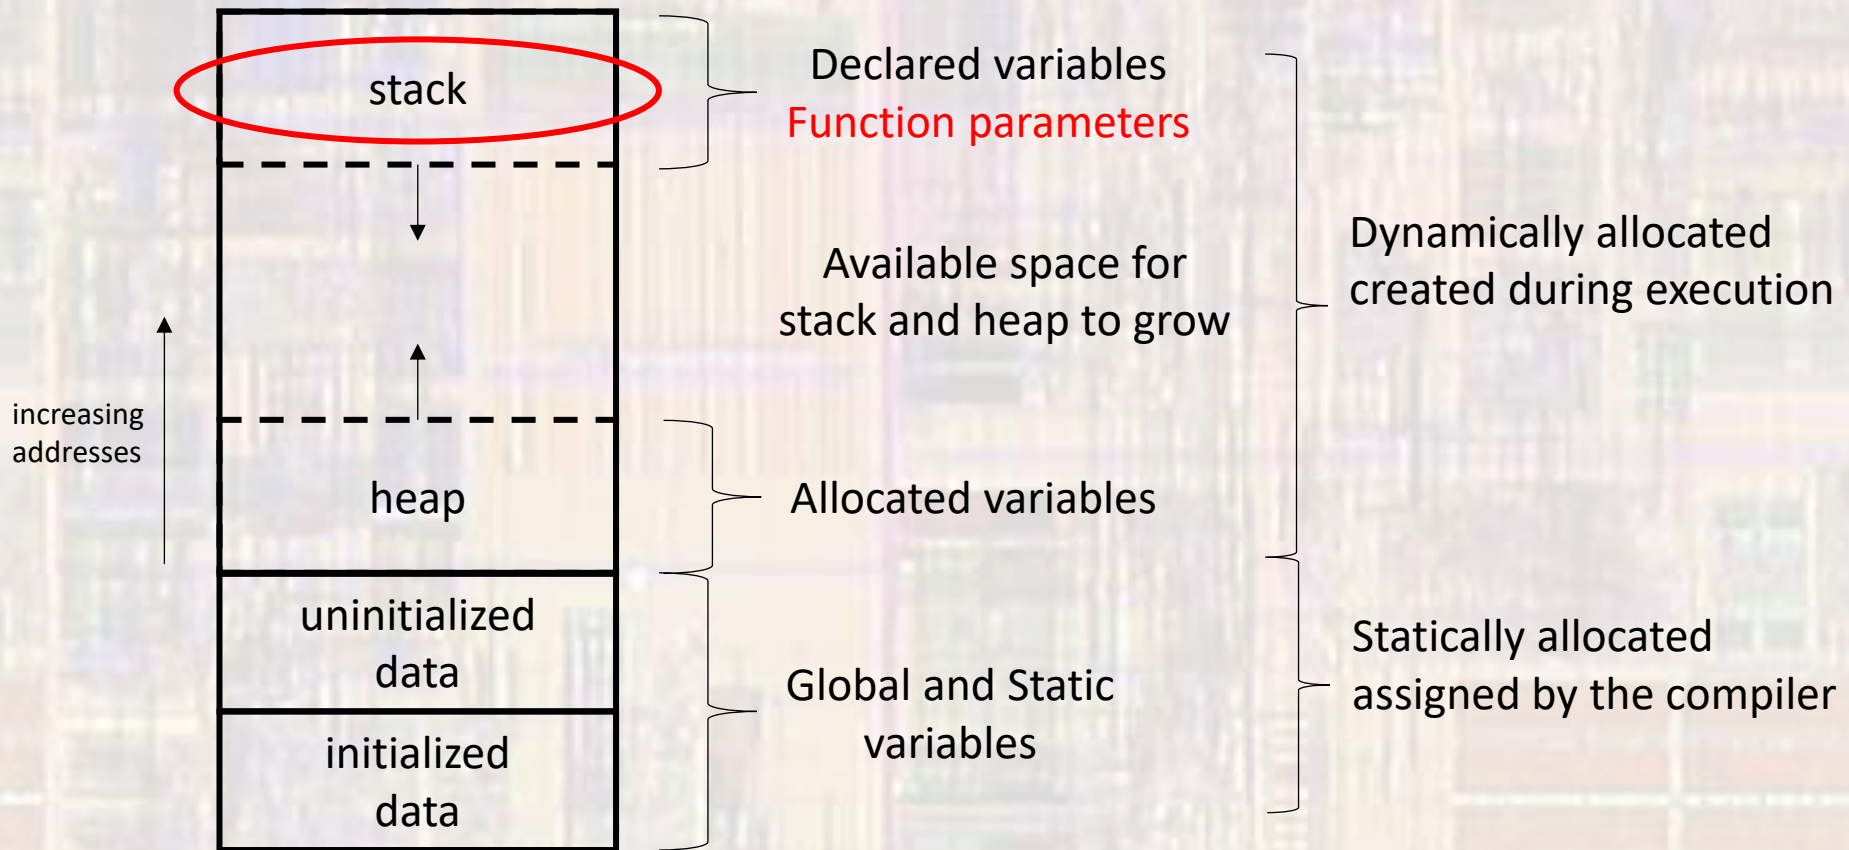 stack
Declared variables
Function parameters
Available space for
stack and heap to grow
Dynamically allocated
created during execution
increasing
addresses
heap
Allocated variables
uninitialized
data
Global and Static
variables
Statically allocated
assigned by the compiler
initialized
data